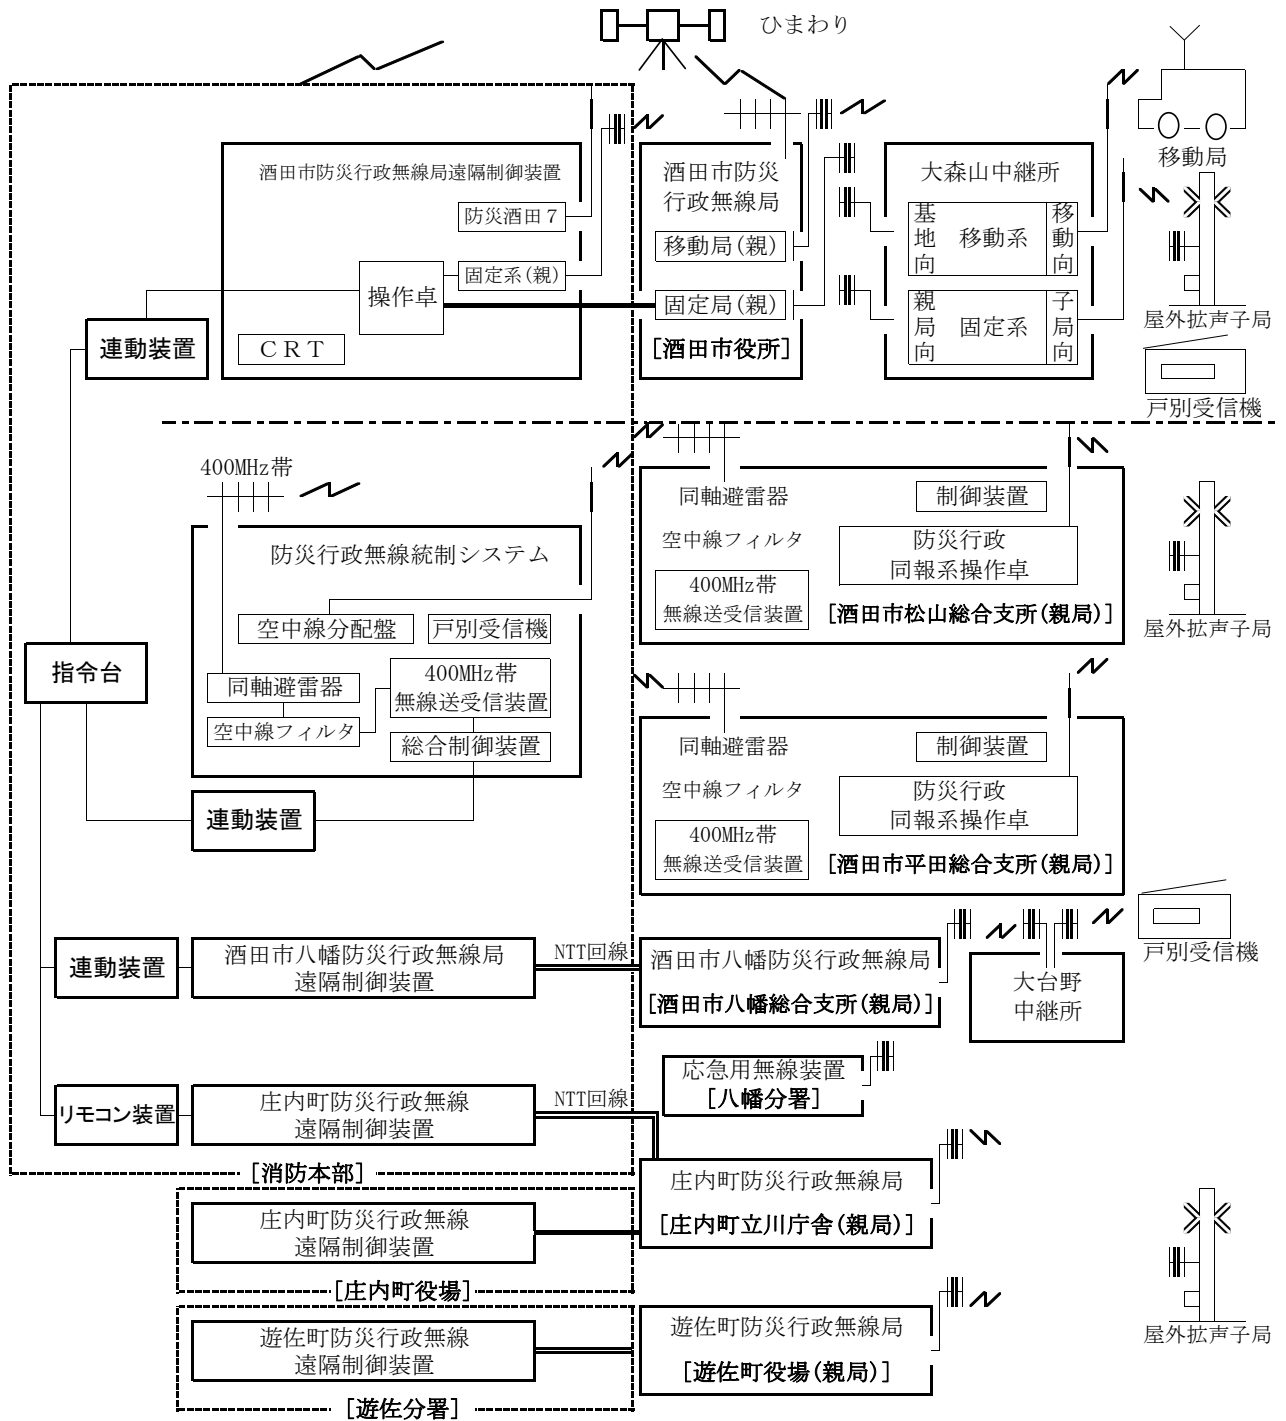 ひまわり
酒田市防災行政無線局遠隔制御装置
防災酒田７
固定系(親)
操作卓
ＣＲＴ
連動装置
酒田市防災
行政無線局
移動局(親)
固定局(親)
[酒田市役所]
大森山中継所
基地向
移動系
移動向
親局向
固定系
子局向
移動局
屋外拡声子局
戸別受信機
400MHz帯
防災行政無線統制システム
空中線分配盤
戸別受信機
400MHz帯
無線送受信装置
同軸避雷器
空中線フィルタ
総合制御装置
指令台
連動装置
同軸避雷器
制御装置
空中線フィルタ
防災行政
同報系操作卓
400MHz帯
無線送受信装置
[酒田市松山総合支所(親局)]
屋外拡声子局
同軸避雷器
制御装置
空中線フィルタ
防災行政
同報系操作卓
400MHz帯
無線送受信装置
[酒田市平田総合支所(親局)]
戸別受信機
連動装置
酒田市八幡防災行政無線局
遠隔制御装置
NTT回線
酒田市八幡防災行政無線局
[酒田市八幡総合支所(親局)]
大台野
中継所
応急用無線装置
[八幡分署]
リモコン装置
庄内町防災行政無線
遠隔制御装置
NTT回線
[消防本部]
庄内町防災行政無線局
[庄内町立川庁舎(親局)]
庄内町防災行政無線
遠隔制御装置
[庄内町役場]
遊佐町防災行政無線
遠隔制御装置
[遊佐分署]
遊佐町防災行政無線局
[遊佐町役場(親局)]
屋外拡声子局